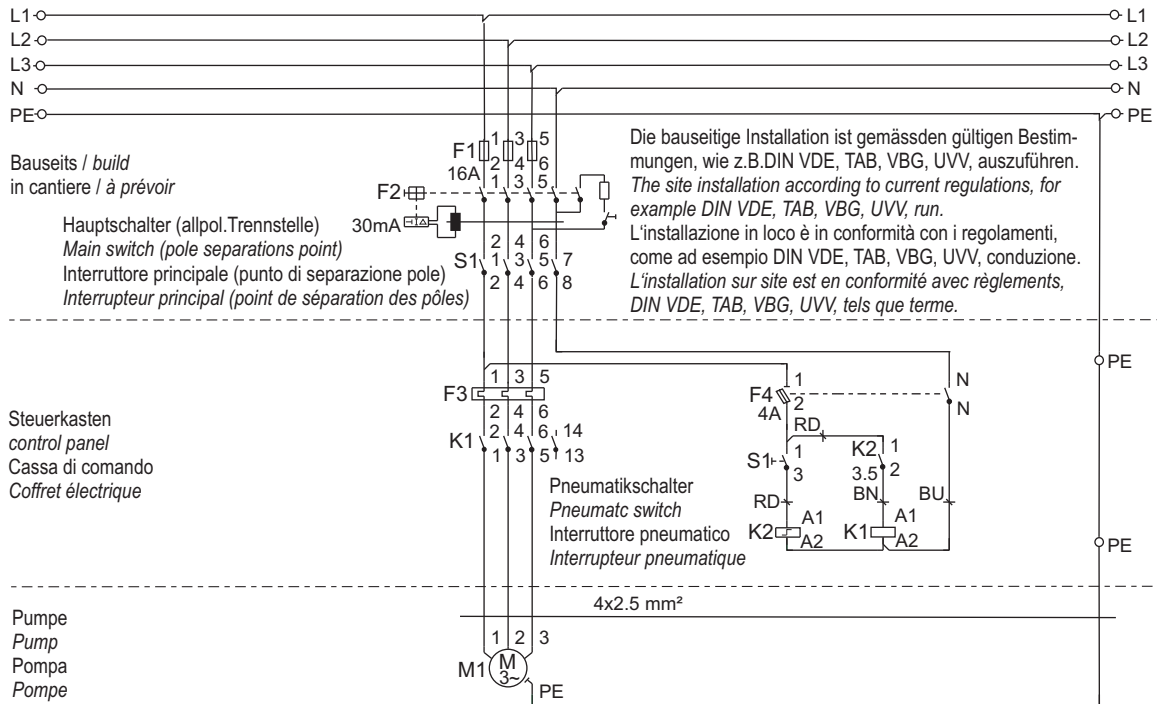 L1 L1
L2 L2
L3 L3
N N
PE PE
Bauseits / build
in cantiere / à prévoir
F1 1 3 5
16A 2 4 6
F2 1 3 5
30mA
2 4 6
Hauptschalter (allpol.Trennstelle)
Main switch (pole separations point)
Interruttore principale (punto di separazione pole)
Interrupteur principal (point de séparation des pôles)
S1 1 3 5 7
2 4 6 8
Die bauseitige Installation ist gemässden gültigen Bestim-
mungen, wie z.B.DIN VDE, TAB, VBG, UVV, auszuführen.
The site installation according to current regulations, for
example DIN VDE, TAB, VBG, UVV, run.
L‘installazione in loco è in conformità con i regolamenti,
come ad esempio DIN VDE, TAB, VBG, UVV, conduzione.
L‘installation sur site est en conformité avec règlements,
DIN VDE, TAB, VBG, UVV, tels que terme.
Steuerkasten
control panel
Cassa di comando
Coffret électrique
1 3 5
F3
2 4 6
K1 2 4 6 14
1 3 5 13
F4 1
4A 2
N
N
PE
RD
S1 1
3
K2 1
3.5 2
RD BN BU
K2 A1
A2
K1 A1
A2
PE
Pneumatikschalter
Pneumatc switch
Interruttore pneumatico
Interrupteur pneumatique
4x2.5 mm²
Pumpe
Pump
Pompa
Pompe
1 2 3
M1 M
3~
PE